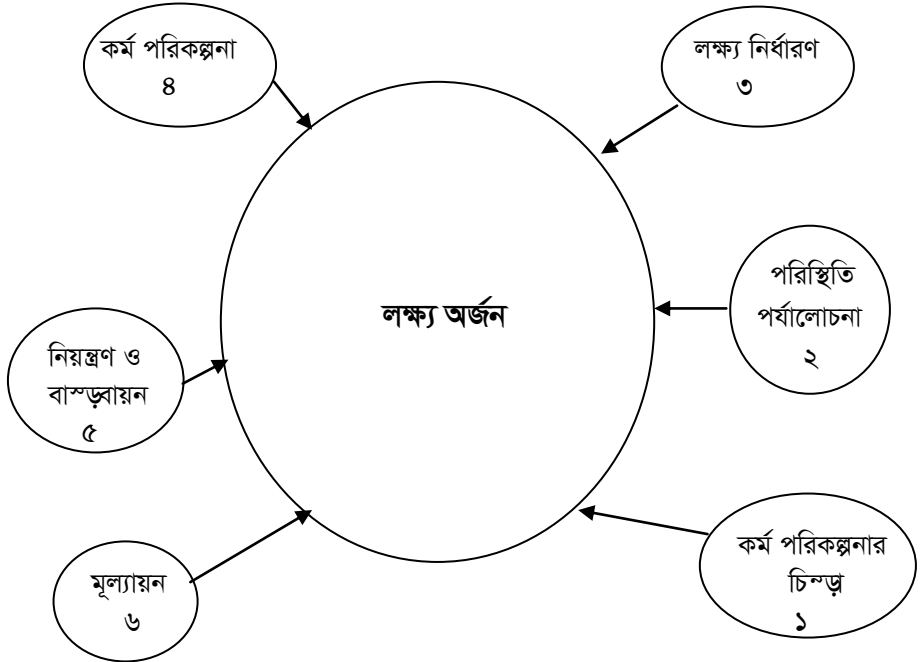 কর্ম পরিকল্পনা
৪
লক্ষ্য নির্ধারণ
৩
পরিস্থিতি
পর্যালোচনা
২
লক্ষ্য অর্জন
নিয়ন্ত্রণ ও
বাস্ড়্বায়ন
৫
কর্ম পরিকল্পনার
চিন্ড়া
১
মূল্যায়ন
৬